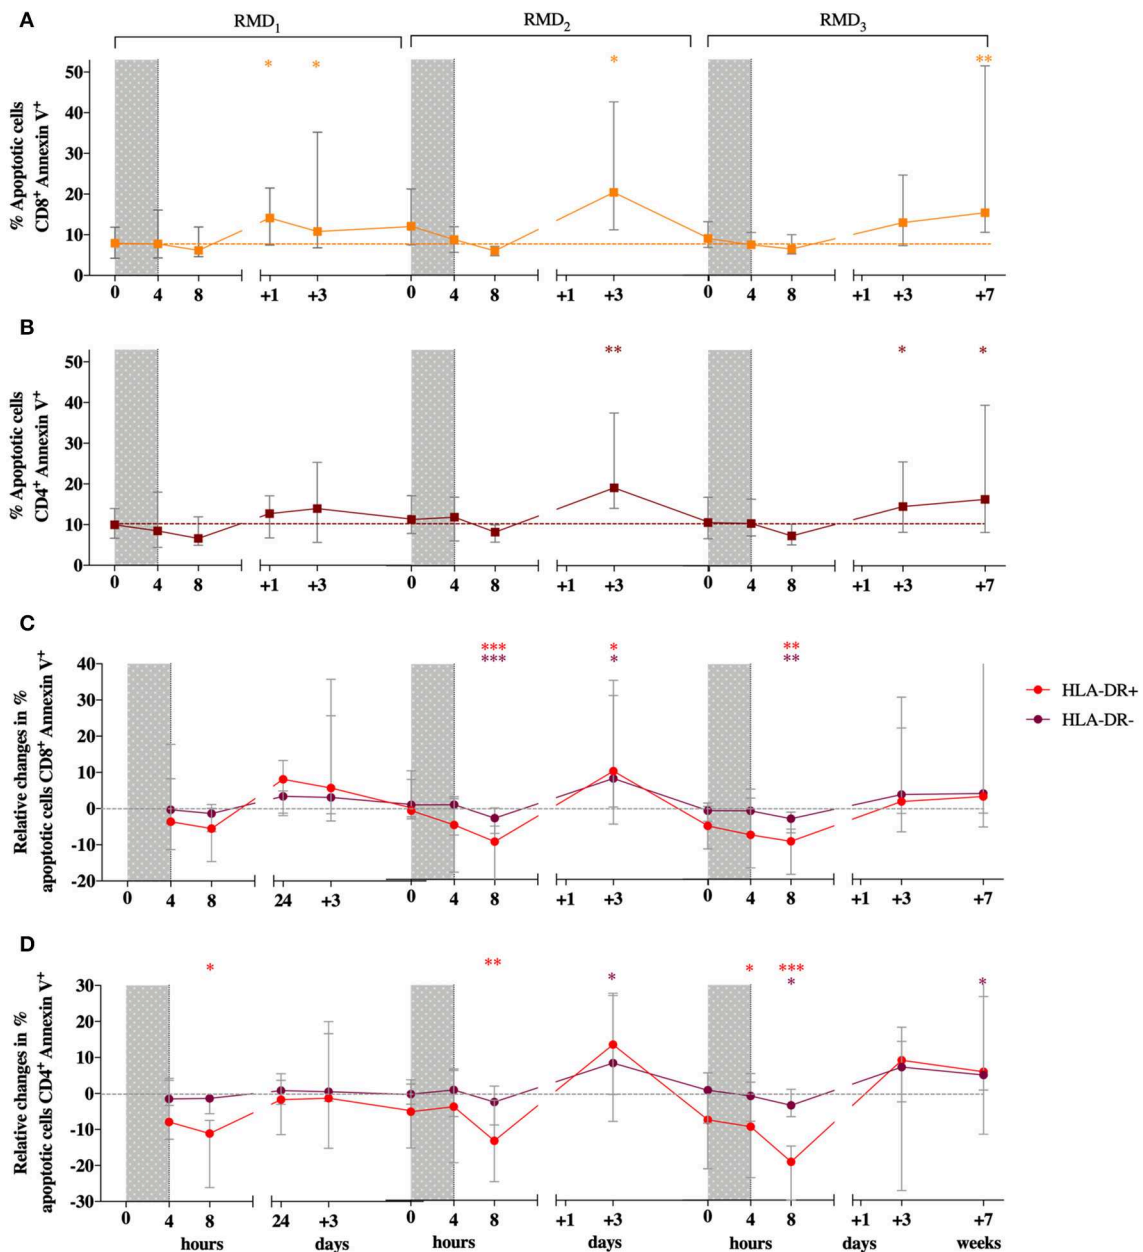 A
RMD1
RMD2
RMD3
% Apoptotic cells
CD8+ Annexin V+
50
40
30
20
10
0
* * * **
0 4 8 +1 +3 0 4 8 +1 +3 0 4 8 +1 +3 +7
B
% Apoptotic cells
CD4+ Annexin V+
50
40
30
20
10
0
** * *
0 4 8 +1 +3 0 4 8 +1 +3 0 4 8 +1 +3 +7
C
Relative changes in %
apoptotic cells CD8+ Annexin V+
40
30
20
10
0
-10
-20
*** * **
*** * **
0 4 8 24 +3 0 4 8 +1 +3 0 4 8 +1 +3 +7
HLA-DR+
HLA-DR-
D
Relative changes in %
apoptotic cells CD4+ Annexin V+
30
20
10
0
-10
-20
-30
* ** * ***
* * *
0 4 8 24 +3 0 4 8 +1 +3 0 4 8 +1 +3 +7
hours days hours days hours days weeks